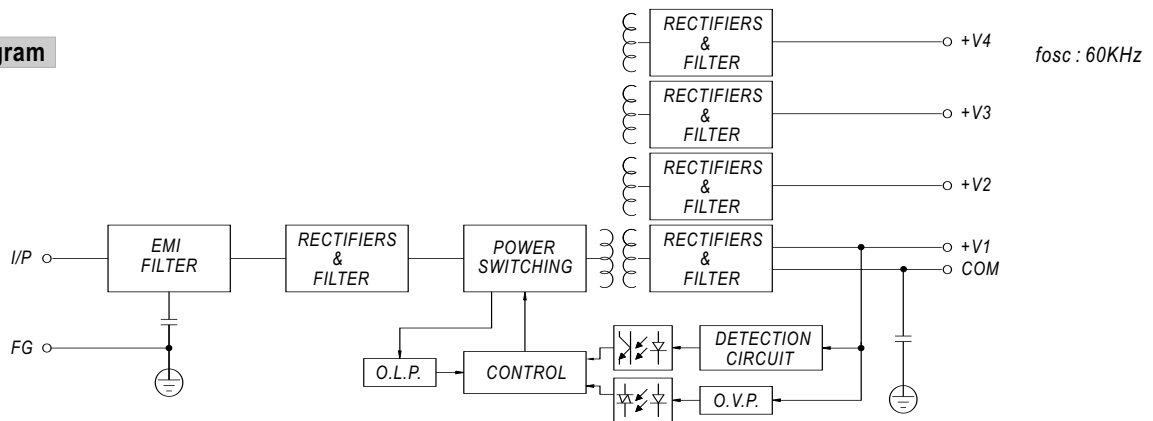 gram
RECTIFIERS
&
FILTER
+V4
fosc : 60KHz
RECTIFIERS
&
FILTER
+V3
RECTIFIERS
&
FILTER
+V2
I/P
EMI
FILTER
RECTIFIERS
&
FILTER
POWER
SWITCHING
RECTIFIERS
&
FILTER
+V1
COM
FG
O.L.P.
CONTROL
DETECTION
CIRCUIT
O.V.P.